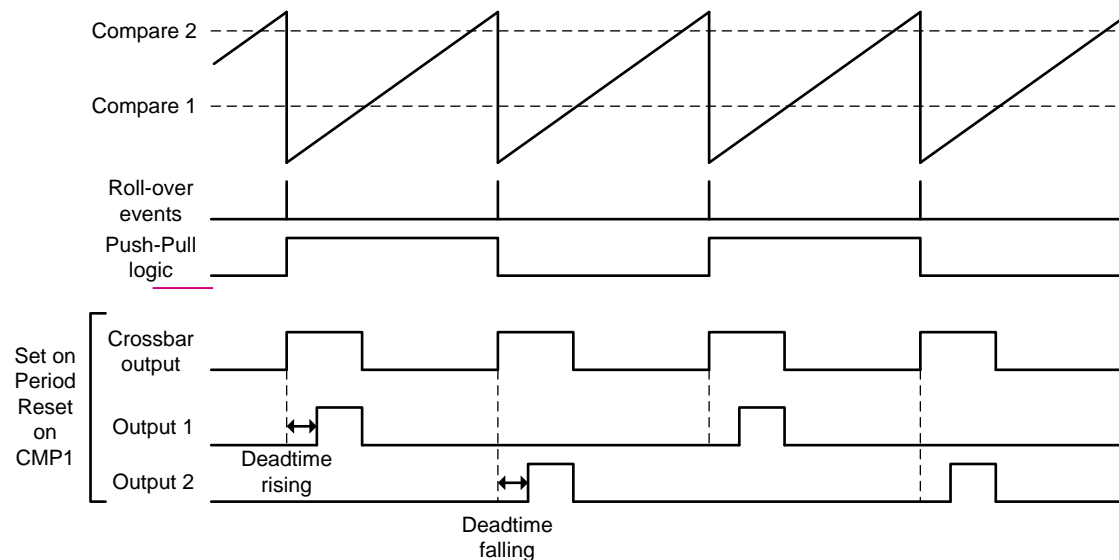 Compare 2
Compare 1
Roll-over
events
Push-Pull
logic
Set on
Period
Reset
on
CMP1
Crossbar
output
Output 1
Deadtime
rising
Output 2
Deadtime
falling